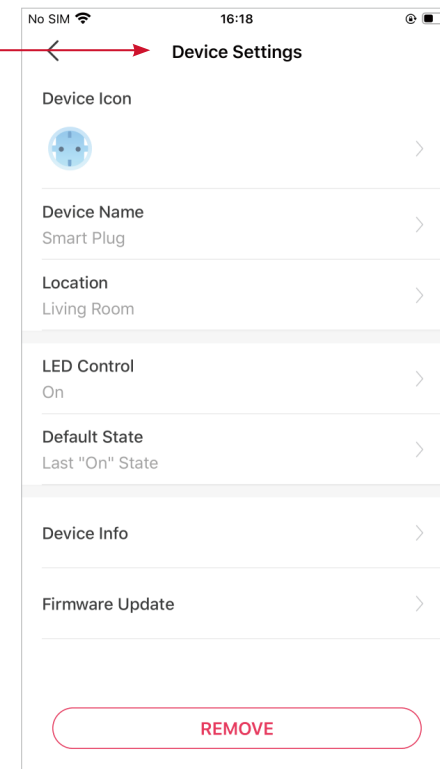 No SIM 16:18
Device Settings
Device Icon
Device Name
Smart Plug
Location
Living Room
LED Control
On
Default State
Last "On" State
Device Info
Firmware Update
REMOVE